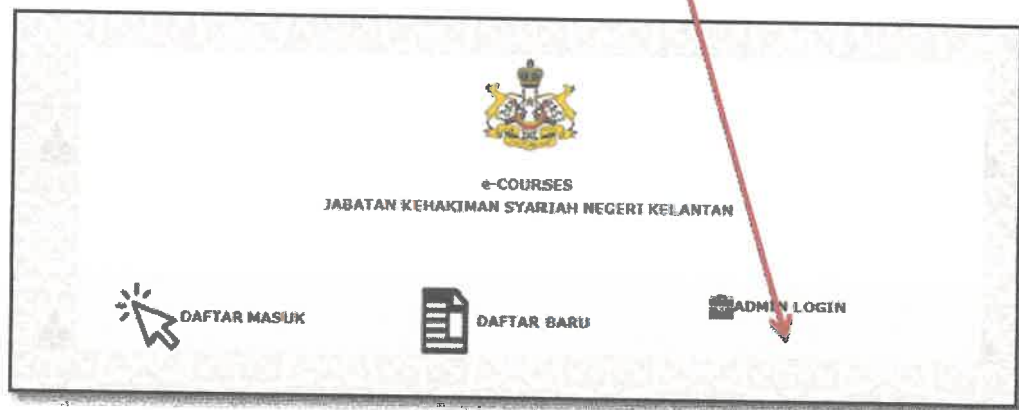 e-COURSES
JABATAN KEHAKIMAN SYARIAH NEGERI KELANTAN
DAFTAR MASUK
DAFTAR BARU
ADMIN LOGIN